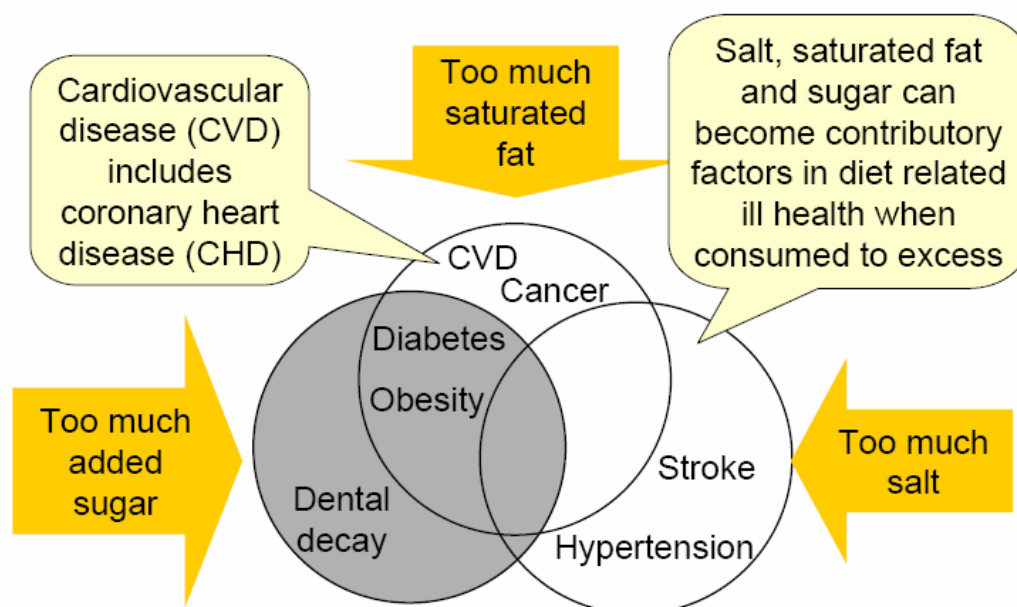 Cardiovascular
disease (CVD)
includes
coronary heart
disease (CHD)
Too much
saturated
fat
Salt, saturated fat
and sugar can
become contributory
factors in diet related
ill health when
consumed to excess
CVD
Cancer
Diabetes
Obesity
Too much
added
sugar
Dental
decay
Stroke
Hypertension
Too much
salt